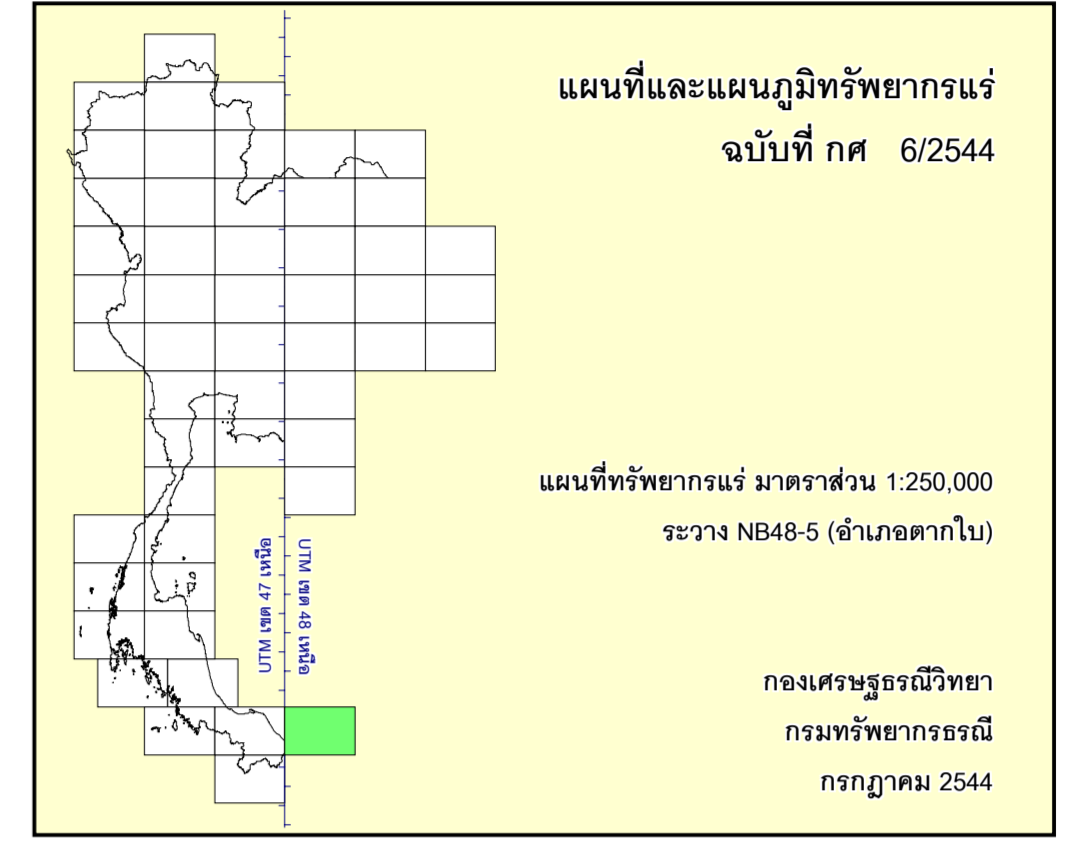 แผนที่และแผนภูมิทรัพยากรแร่
ฉบับที่ กศ 6/2544
แผนที่ทรัพยากรแร่ มาตราส่วน 1:250,000
ระวาง NB48-5 (อำเภอตากใบ)
UTM เขต 47 เหนือ
UTM เขต 48 เหนือ
กองเศรษฐธรณีวิทยา
กรมทรัพยากรธรณี
กรกฎาคม 2544